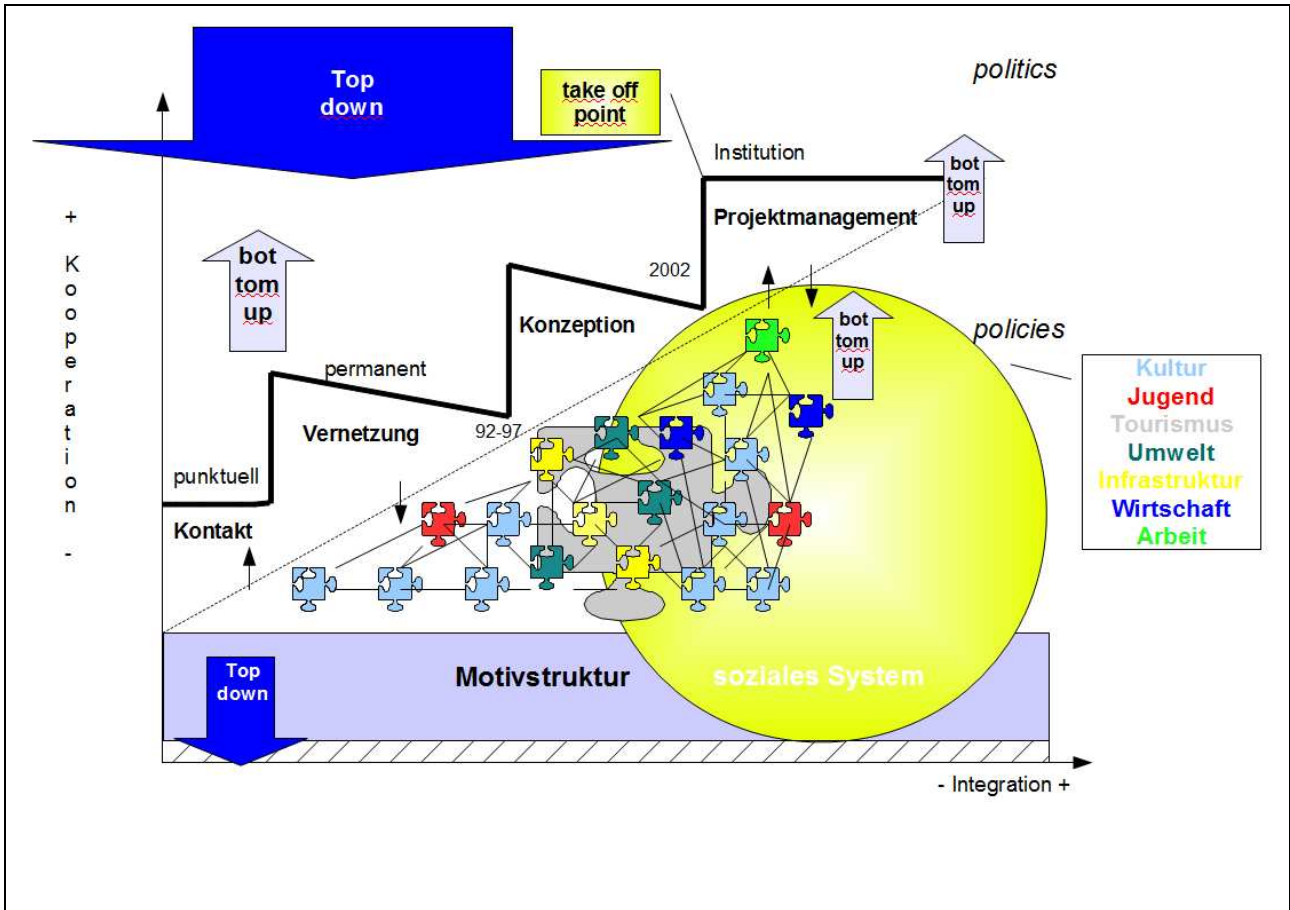 Top
down
take off
point
politics
Institution
bot
tom
up
Projektmanagement
+ Kooperation -
bot
tom
up
2002
Konzeption
bot
tom
up
policies
permanent
Kultur
Jugend
Tourismus
Umwelt
Infrastruktur
Wirtschaft
Arbeit
Vernetzung
92-97
punktuell
Kontakt
Top
down
Motivstruktur
soziales System
- Integration +